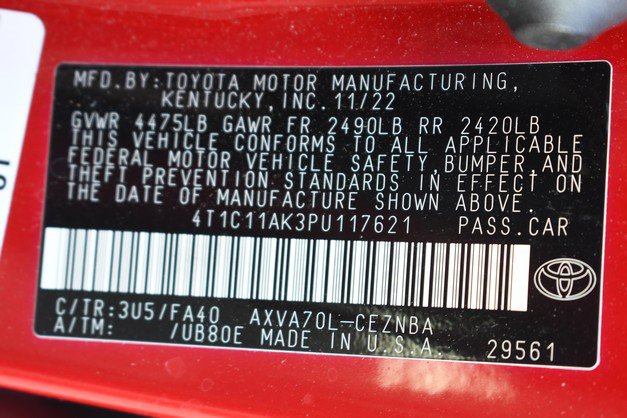 MFD.BY:TOYOTA MOTOR MANUFACTURING,
KENTUCKY,INC.11/22
GVWR 4475LB GAWR FR 2490LB RR 2420LB
THIS VEHICLE CONFORMS TO ALL APPLICABLE
FEDERAL MOTOR VEHICLE SAFETY,BUMPER,AND
THEFT PREVENTION STANDARDS IN EFFECT ON
THE DATE OF MANUFACTURE SHOWN ABOVE.
4T1C11AK3PU117621 PASS.CAR
C/TR:3U5/FA40 AXVA70L-CEZNBA
A/TM: /UB80E MADE IN U.S.A. 29561